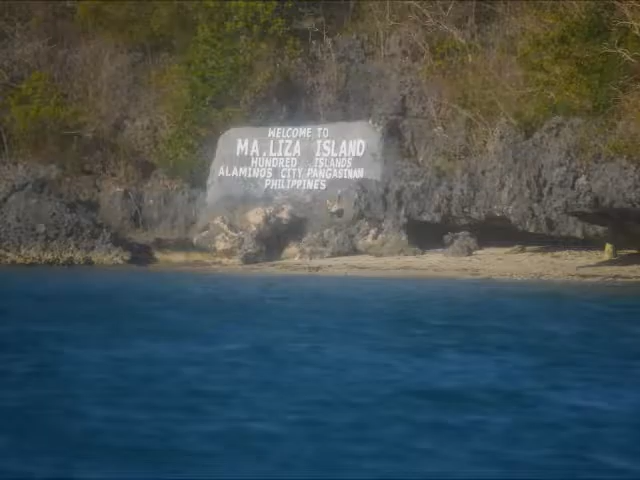 WELCOME TO
MA.LIZA ISLAND
HUNDRED ISLANDS
ALAMINOS CITY PANGASINAN
PHILIPPINES